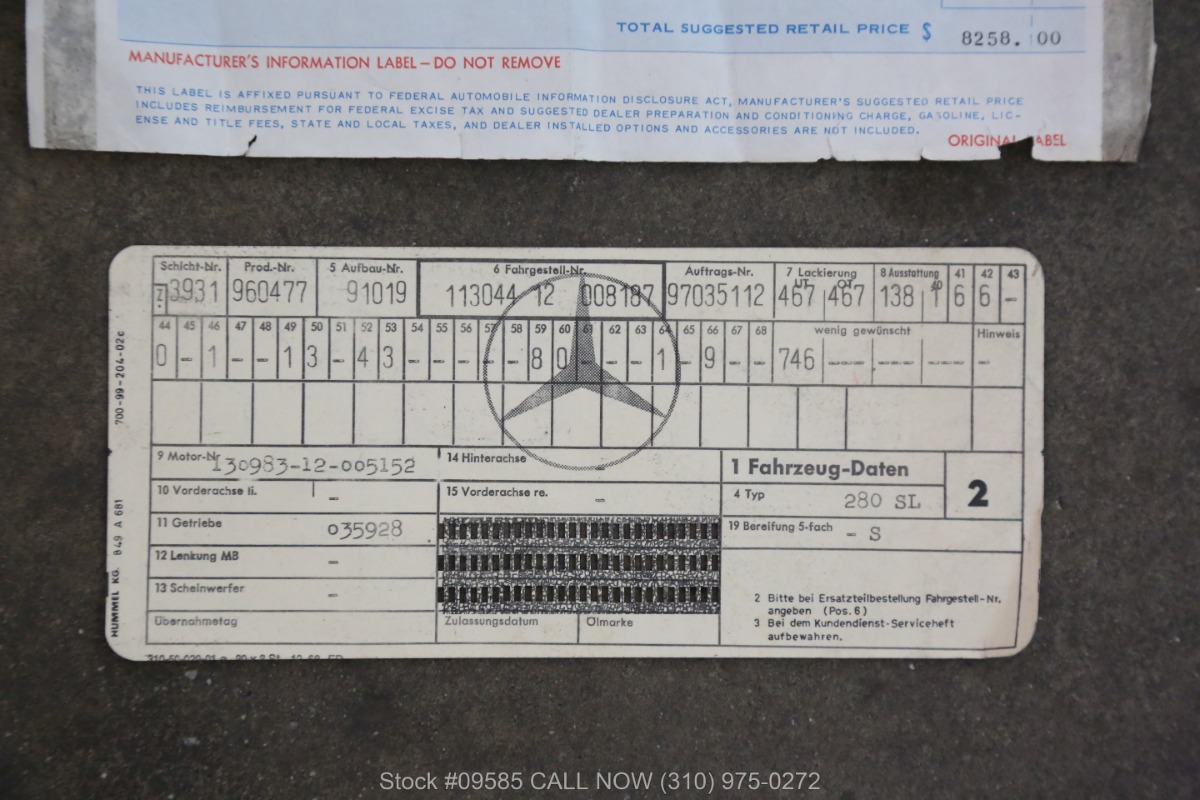 TOTAL SUGGESTED RETAIL PRICE $ 8258.00
MANUFACTURER'S INFORMATION LABEL – DO NOT REMOVE
THIS LABEL IS AFFIXED PURSUANT TO FEDERAL AUTOMOBILE INFORMATION DISCLOSURE ACT, MANUFACTURER'S SUGGESTED RETAIL PRICE
INCLUDES REIMBURSEMENT FOR FEDERAL EXCISE TAX AND SUGGESTED DEALER PREPARATION AND CONDITIONING CHARGE, GASOLINE, LIC-
ENSE AND TITLE FEES, STATE AND LOCAL TAXES, AND DEALER INSTALLED OPTIONS AND ACCESSORIES ARE NOT INCLUDED.
ORIGINAL LABEL
Schicht-Nr. Prod.-Nr. 5 Aufbau-Nr. 6 Fahrgestell-Nr. Auftrags-Nr. 7 Lackierung 8 Ausstattung 41 42 43
UT OT 40
Z 3931 960477 91019 113044 12 008187 97035112 467 467 138 1 6 6 -
44 45 46 47 48 49 50 51 52 53 54 55 56 57 58 59 60 61 62 63 64 65 66 67 68 wenig gewünscht Hinweis
0 - 1 - - 1 3 - 4 3 - - - - - 8 0 - - - 1 - 9 - - 746 --- --- --- -
700-99-204-02c
9 Motor-Nr 130983-12-005152 14 Hinterachse - 1 Fahrzeug-Daten
10 Vorderachse li. - 15 Vorderachse re. - 4 Typ 280 SL 2
11 Getriebe 035928 19 Bereifung 5-fach - S
12 Lenkung MB -
13 Scheinwerfer -
2 Bitte bei Ersatzteilbestellung Fahrgestell-Nr.
angeben (Pos. 6)
3 Bei dem Kundendienst-Serviceheft
aufbewahren.
Übernahmetag Zulassungsdatum Ölmarke
HUMMEL KG. 849 A 681
Stock #09585 CALL NOW (310) 975-0272